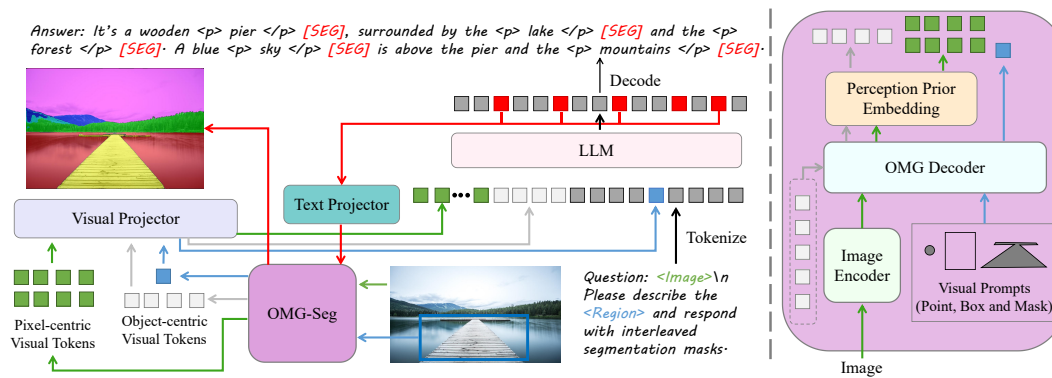 Answer: It's a wooden <p> pier </p> [SEG], surrounded by the <p> lake </p> [SEG] and the <p>
forest </p> [SEG]. A blue <p> sky </p> [SEG] is above the pier and the <p> mountains </p> [SEG].
Decode
LLM
Text Projector
Visual Projector
Tokenize
OMG-Seg
Pixel-centric
Visual Tokens
Object-centric
Visual Tokens
Question: <Image>\n
Please describe the
<Region> and respond
with interleaved
segmentation masks.
Perception Prior
Embedding
OMG Decoder
Image
Encoder
Visual Prompts
(Point, Box and Mask)
Image